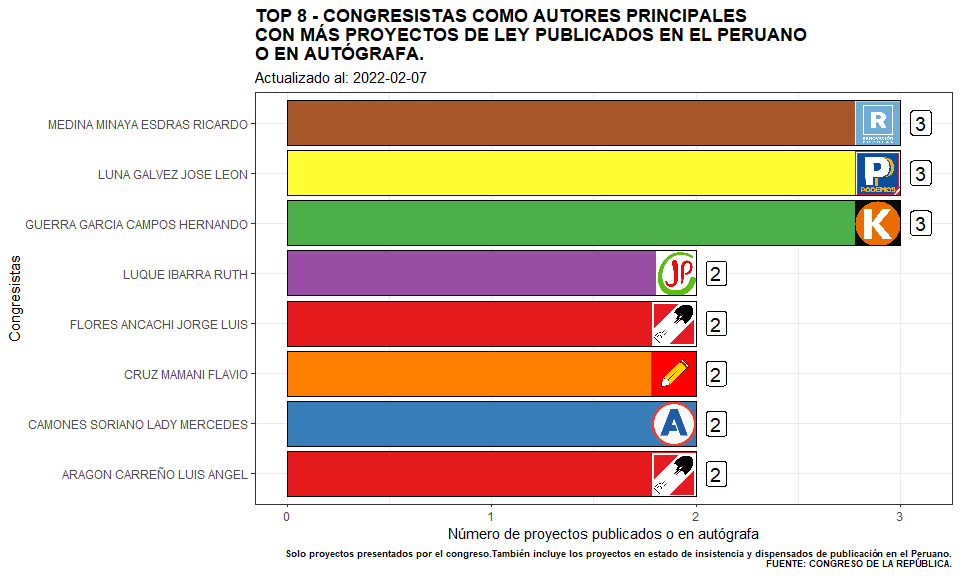 TOP 8 - CONGRESISTAS COMO AUTORES PRINCIPALES
CON MÁS PROYECTOS DE LEY PUBLICADOS EN EL PERUANO
O EN AUTÓGRAFA.
Actualizado al: 2022-02-07
Congresistas
MEDINA MINAYA ESDRAS RICARDO
R
RENOVACIÓN
POPULAR
3
LUNA GALVEZ JOSE LEON
P
PODEMOS
3
GUERRA GARCIA CAMPOS HERNANDO
K
3
LUQUE IBARRA RUTH
JP
2
FLORES ANCACHI JORGE LUIS
2
CRUZ MAMANI FLAVIO
2
CAMONES SORIANO LADY MERCEDES
A
2
ARAGON CARREÑO LUIS ANGEL
2
0 1 2 3
Número de proyectos publicados o en autógrafa
Solo proyectos presentados por el congreso.También incluye los proyectos en estado de insistencia y dispensados de publicación en el Peruano.
FUENTE: CONGRESO DE LA REPÚBLICA.